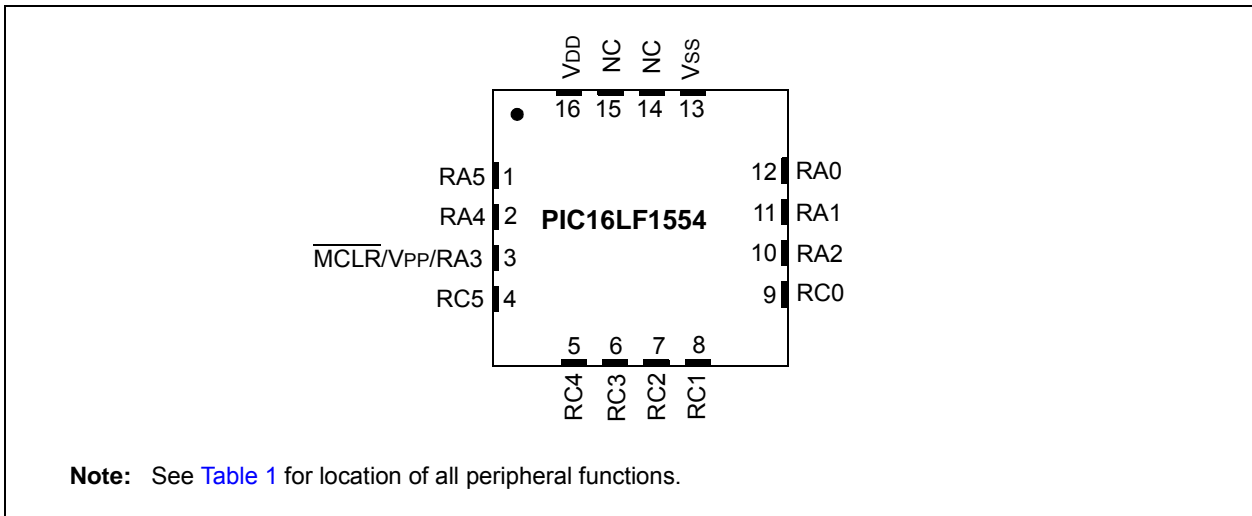 VDD NC NC VSS
16 15 14 13
RA5 1 12 RA0
RA4 2 PIC16LF1554 11 RA1
MCLR/VPP/RA3 3 10 RA2
RC5 4 9 RC0
5 6 7 8
RC4 RC3 RC2 RC1
Note: See Table 1 for location of all peripheral functions.